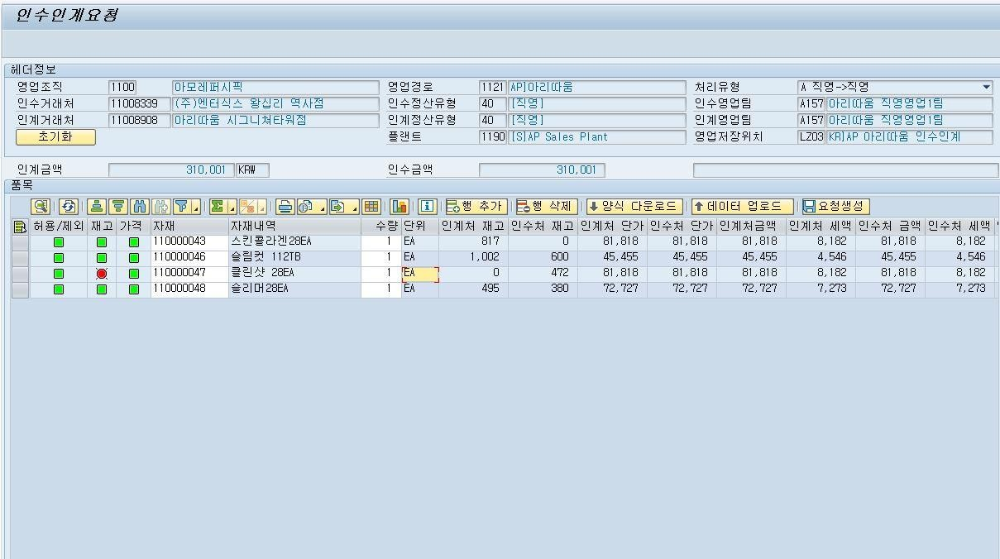 인수인계요청
헤더정보
영업조직 1100 아모레퍼시픽 영업경로 1121 AP]아리따움 처리유형 A 직영->직영
인수거래처 11008339 (주)엔터식스 왕십리 역사점 인수정산유형 40 [직영] 인수영업팀 A157 아리따움 직영영업1팀
인계거래처 11008908 아리따움 시그니쳐타워점 인계정산유형 40 [직영] 인계영업팀 A157 아리따움 직영영업1팀
초기화 플랜트 1190 [S]AP Sales Plant 영업저장위치 LZ03 KR]AP 아리따움 인수인계
인계금액 310,001 KRW 인수금액 310,001
품목
행 추가 행 삭제 양식 다운로드 데이터 업로드 요청생성
허용/제외 재고 가격 자재 자재내역 수량 단위 인계처 재고 인수처 재고 인계처 단가 인수처 단가 인계처금액 인계처 세액 인수처 금액 인수처 세액
110000043 스킨콜라겐28EA 1 EA 817 0 81,818 81,818 81,818 8,182 81,818 8,182
110000046 슬림컷 112TB 1 EA 1,002 600 45,455 45,455 45,455 4,546 45,455 4,546
110000047 클린샷 28EA 1 EA 0 472 81,818 81,818 81,818 8,182 81,818 8,182
110000048 슬리머28EA 1 EA 495 380 72,727 72,727 72,727 7,273 72,727 7,273